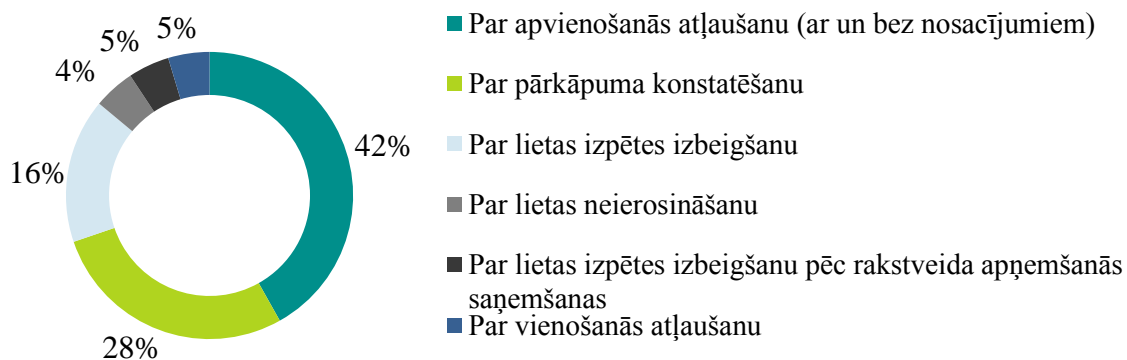 5%
5%
4%
42%
16%
28%
Par apvienošanās atļaušanu (ar un bez nosacījumiem)
Par pārkāpuma konstatēšanu
Par lietas izpētes izbeigšanu
Par lietas neierosināšanu
Par lietas izpētes izbeigšanu pēc rakstveida apņemšanās
saņemšanas
Par vienošanās atļaušanu